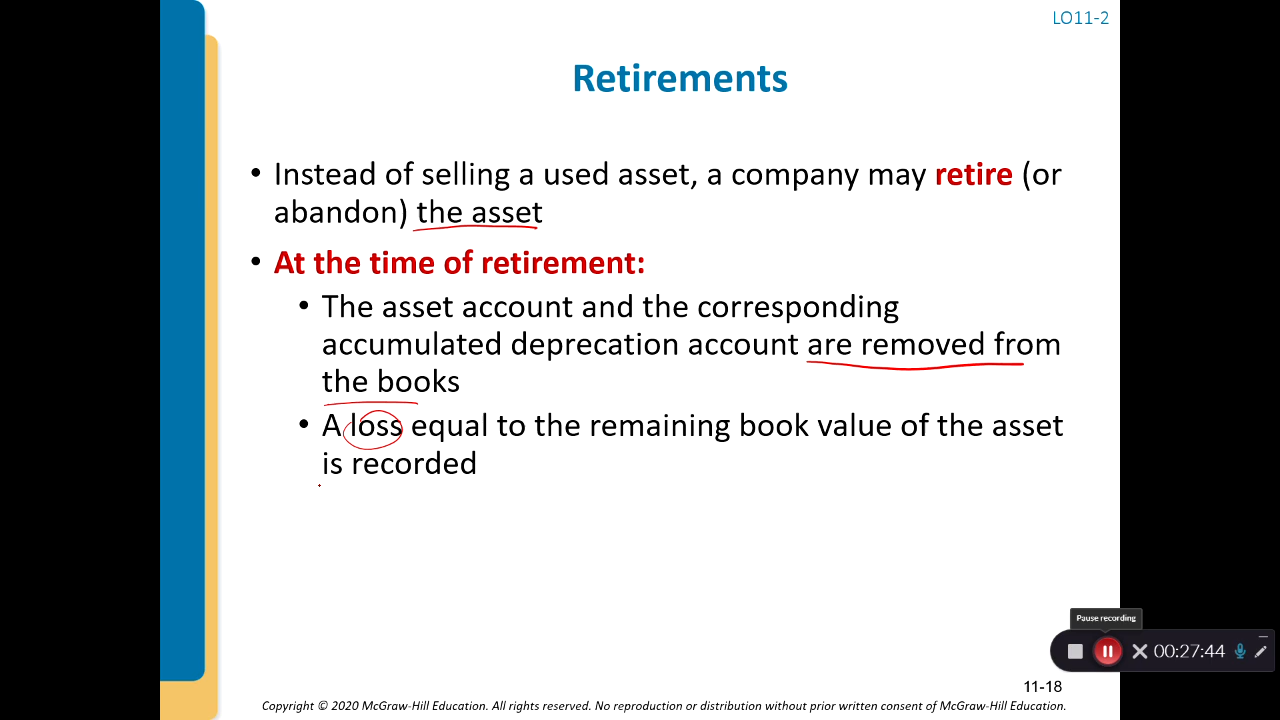 LO11-2
Retirements
• Instead of selling a used asset, a company may retire (or
abandon) the asset
• At the time of retirement:
• The asset account and the corresponding
accumulated deprecation account are removed from
the books
• A loss equal to the remaining book value of the asset
is recorded
Pause recording
00:27:44
11-18
Copyright © 2020 McGraw-Hill Education. All rights reserved. No reproduction or distribution without prior written consent of McGraw-Hill Education.